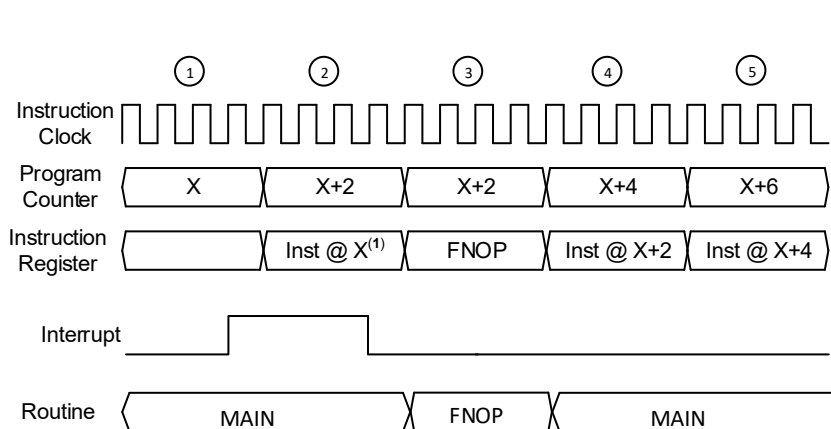 1 2 3 4 5
Instruction
Clock
Program
Counter
X X+2 X+2 X+4 X+6
Instruction
Register
Inst @ X(1) FNOP Inst @ X+2 Inst @ X+4
Interrupt
Routine MAIN FNOP MAIN